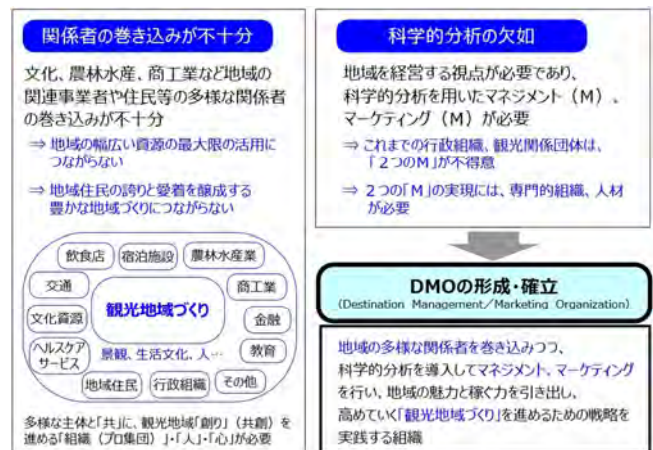 関係者の巻き込みが不十分
文化、農林水産、商工業など地域の
関連事業者や住民等の多様な関係者
の巻き込みが不十分
⇒ 地域の幅広い資源の最大限の活用に
つながらない
⇒ 地域住民の誇りと愛着を醸成する
豊かな地域づくりにつながらない
飲食店 宿泊施設 農林水産業
交通 商工業
観光地域づくり
文化資源 金融
ヘルスケア
サービス
景観、生活文化、人… 教育
地域住民 行政組織 その他
多様な主体と「共」に、観光地域「創り」（共創）を
進める「組織（プロ集団）」・「人」・「心」が必要
科学的分析の欠如
地域を経営する視点が必要であり、
科学的分析を用いたマネジメント（M）、
マーケティング（M）が必要
⇒ これまでの行政組織、観光関係団体は、
「２つのM」が不得意
⇒ ２つの「M」の実現には、専門的組織、人材
が必要
DMOの形成・確立
(Destination Management／Marketing Organization)
地域の多様な関係者を巻き込みつつ、
科学的分析を導入してマネジメント、マーケティング
を行い、地域の魅力と稼ぐ力を引き出し、
高めていく「観光地域づくり」を進めるための戦略を
実践する組織